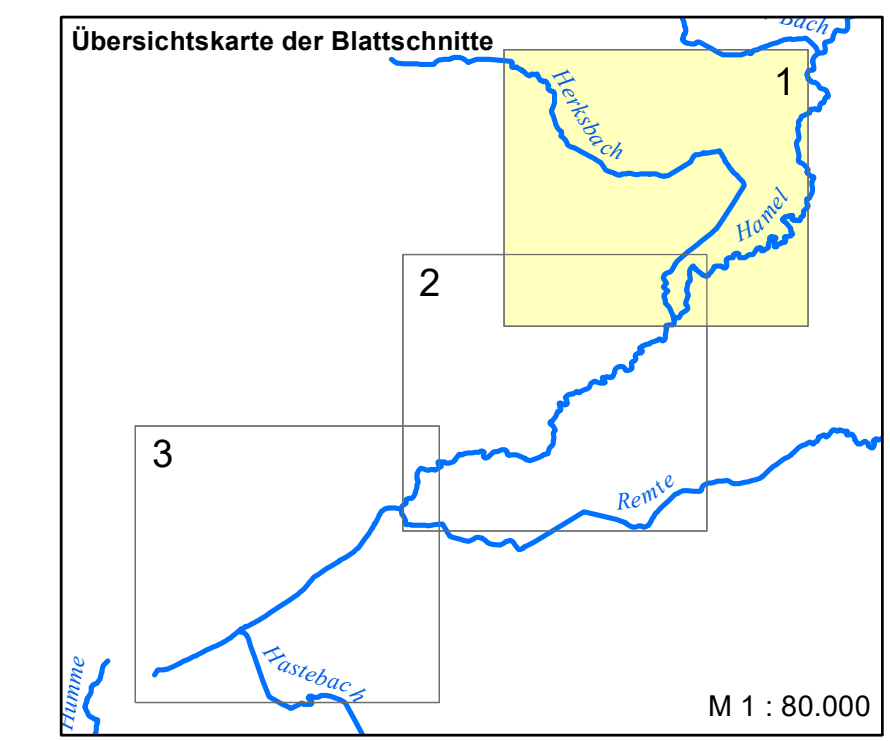 Übersichtskarte der Blattschnitte
Bach
1
Herksbach
Hamel
2
3
Remte
Hastebach
Humme
M 1 : 80.000